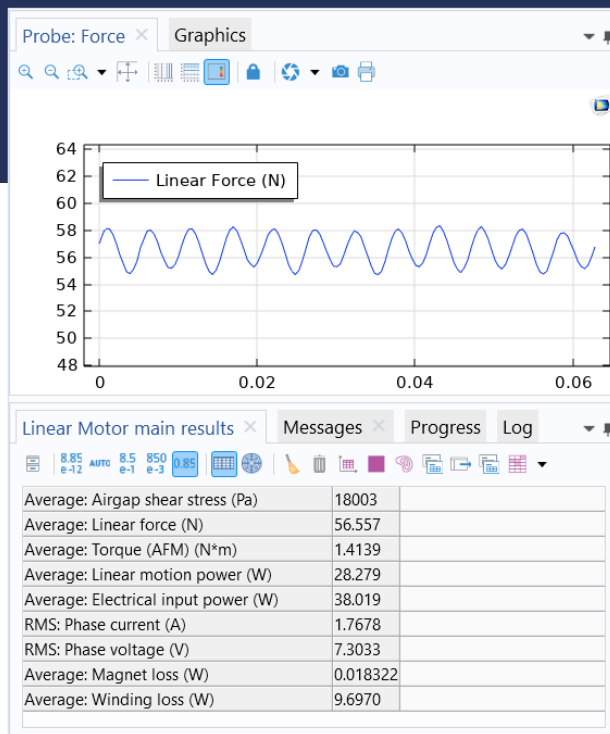 Probe: Force Graphics
64
62
60
58
56
54
52
50
48
Linear Force (N)
0 0.02 0.04 0.06
Linear Motor main results Messages Progress Log
8.85 e-12 AUTO 8.5 e-1 850 e-3 0.85
Average: Airgap shear stress (Pa) 18003
Average: Linear force (N) 56.557
Average: Torque (AFM) (N*m) 1.4139
Average: Linear motion power (W) 28.279
Average: Electrical input power (W) 38.019
RMS: Phase current (A) 1.7678
RMS: Phase voltage (V) 7.3033
Average: Magnet loss (W) 0.018322
Average: Winding loss (W) 9.6970